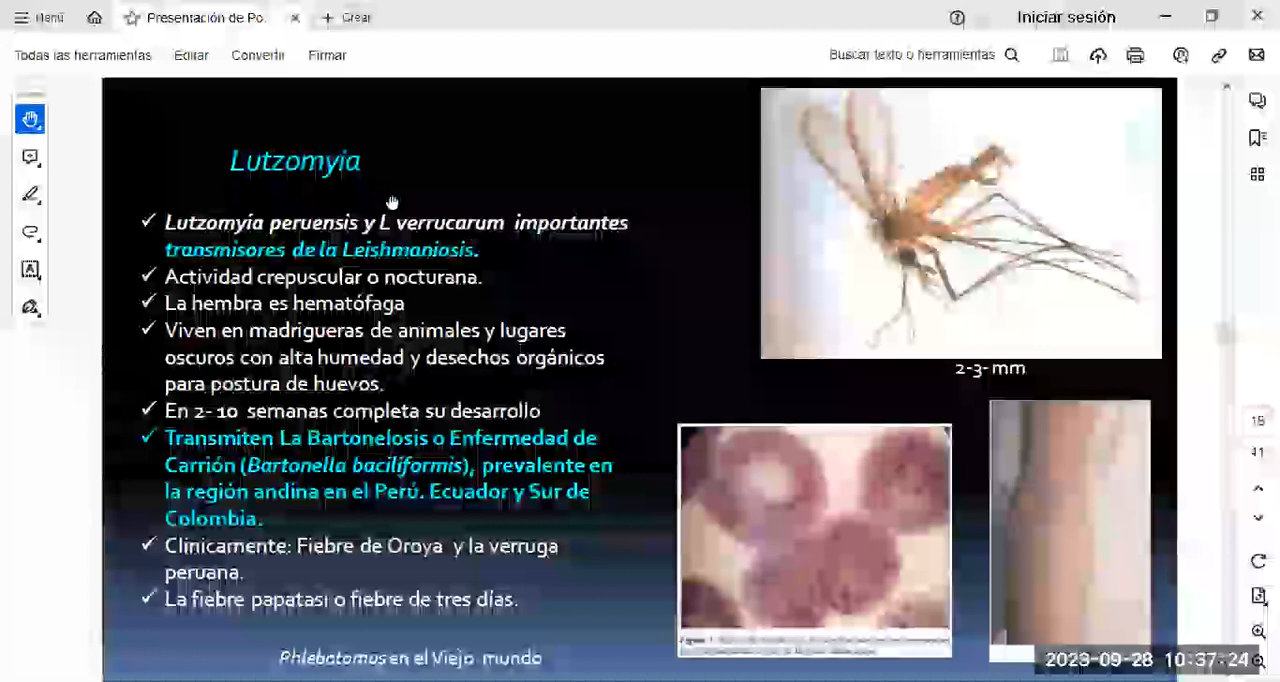 Menú
Presentación de Po.
Crear
Iniciar sesión
Todas las herramientas
Editar
Convertir
Firmar
Buscar texto o herramientas
Lutzomyia
Lutzomyia peruensis y L verrucarum importantes
transmisores de la Leishmaniosis.
Actividad crepuscular o nocturana.
La hembra es hematófaga
Viven en madrigueras de animales y lugares
oscuros con alta humedad y desechos orgánicos
para postura de huevos.
En 2- 10 semanas completa su desarrollo
Transmiten La Bartonelosis o Enfermedad de
Carrión (Bartonella baciliformis), prevalente en
la región andina en el Perú. Ecuador y Sur de
Colombia.
Clinicamente: Fiebre de Oroya y la verruga
peruana.
La fiebre papatasi o fiebre de tres días.
Phlebotomus en el Viejo mundo
2-3- mm
41
2023-09-28 10:37:24